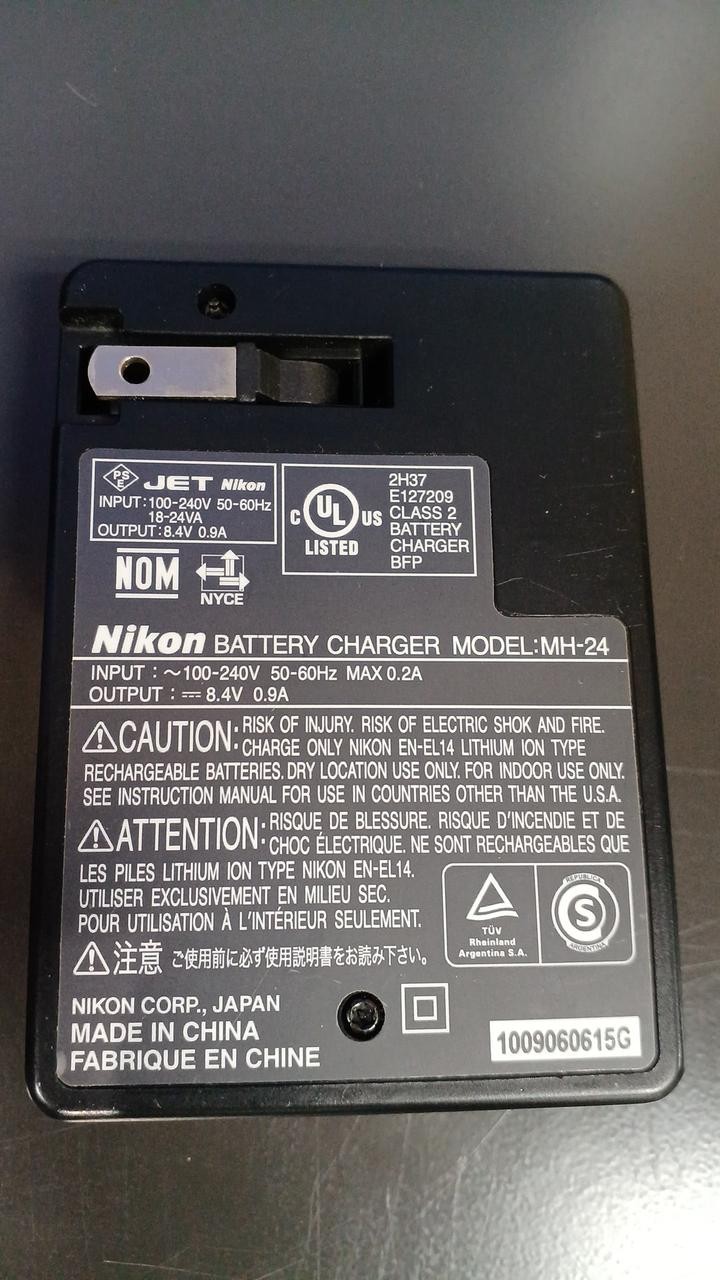 PSE JET Nikon
INPUT:100-240V 50-60Hz
18-24VA
OUTPUT:8.4V 0.9A
C UL US
LISTED
2H37
E127209
CLASS 2
BATTERY
CHARGER
BFP
NOM
NYCE
Nikon BATTERY CHARGER MODEL:MH-24
INPUT : ~100-240V 50-60Hz MAX 0.2A
OUTPUT : ⎓ 8.4V 0.9A
⚠CAUTION: RISK OF INJURY. RISK OF ELECTRIC SHOK AND FIRE.
CHARGE ONLY NIKON EN-EL14 LITHIUM ION TYPE
RECHARGEABLE BATTERIES. DRY LOCATION USE ONLY. FOR INDOOR USE ONLY.
SEE INSTRUCTION MANUAL FOR USE IN COUNTRIES OTHER THAN THE U.S.A.
⚠ATTENTION: RISQUE DE BLESSURE. RISQUE D'INCENDIE ET DE
CHOC ÉLECTRIQUE. NE SONT RECHARGEABLES QUE
LES PILES LITHIUM ION TYPE NIKON EN-EL14.
UTILISER EXCLUSIVEMENT EN MILIEU SEC.
POUR UTILISATION À L'INTÉRIEUR SEULEMENT.
⚠注意 ご使用前に必ず使用説明書をお読み下さい。
TÜV
Rheinland
Argentina S.A.
REPUBLICA
S
ARGENTINA
NIKON CORP., JAPAN
MADE IN CHINA
FABRIQUE EN CHINE
1009060615G